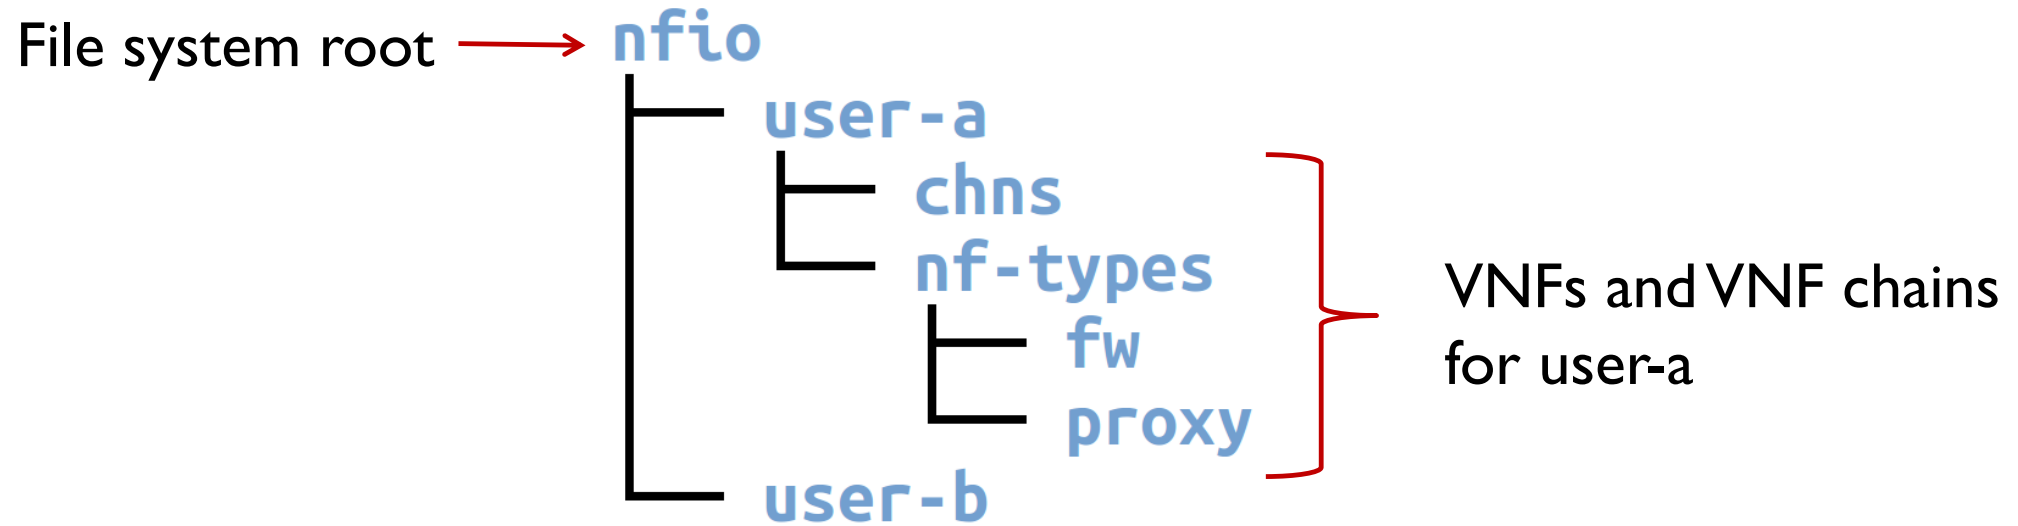 File system root
nfio
user-a
chns
nf-types
fw
proxy
user-b
VNFs and VNF chains
for user-a